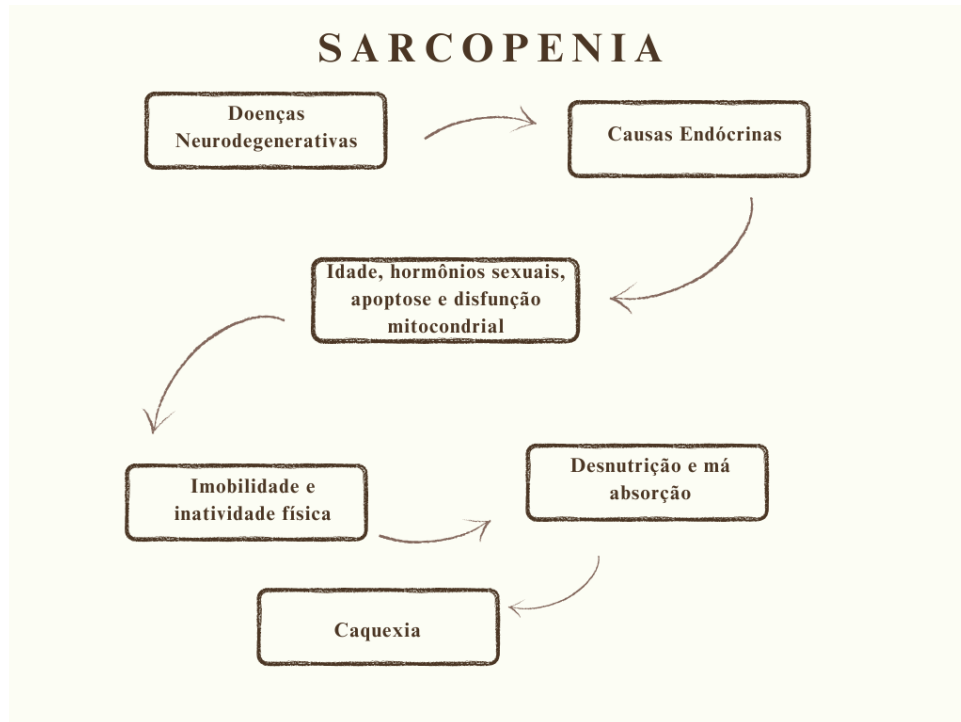 SARCOPENIA
Doenças
Neurodegenerativas
Causas Endócrinas
Idade, hormônios sexuais,
apoptose e disfunção
mitocondrial
Imobilidade e
inatividade física
Desnutrição e má
absorção
Caquexia